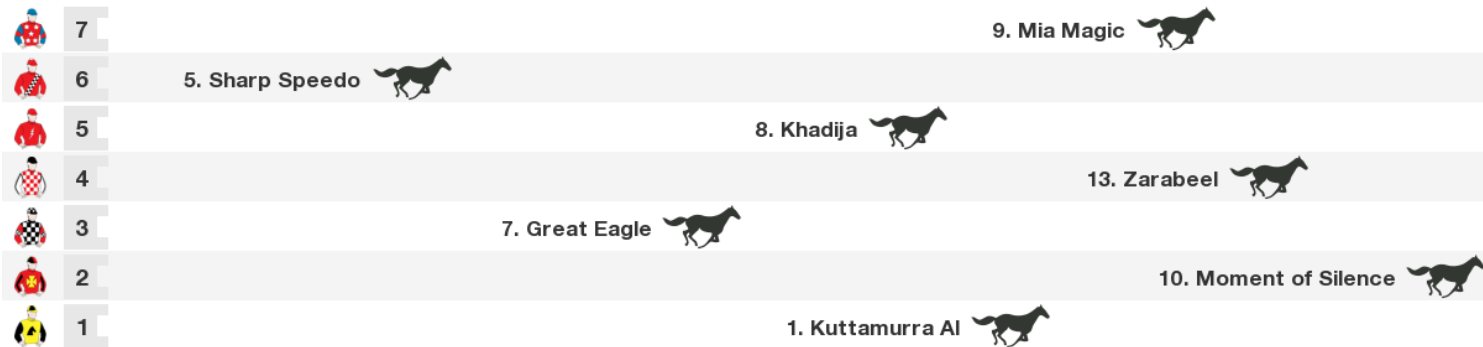 7 9. Mia Magic
6 5. Sharp Speedo
5 8. Khadija
4 13. Zarabeel
3 7. Great Eagle
2 10. Moment of Silence
1 1. Kuttamurra Al